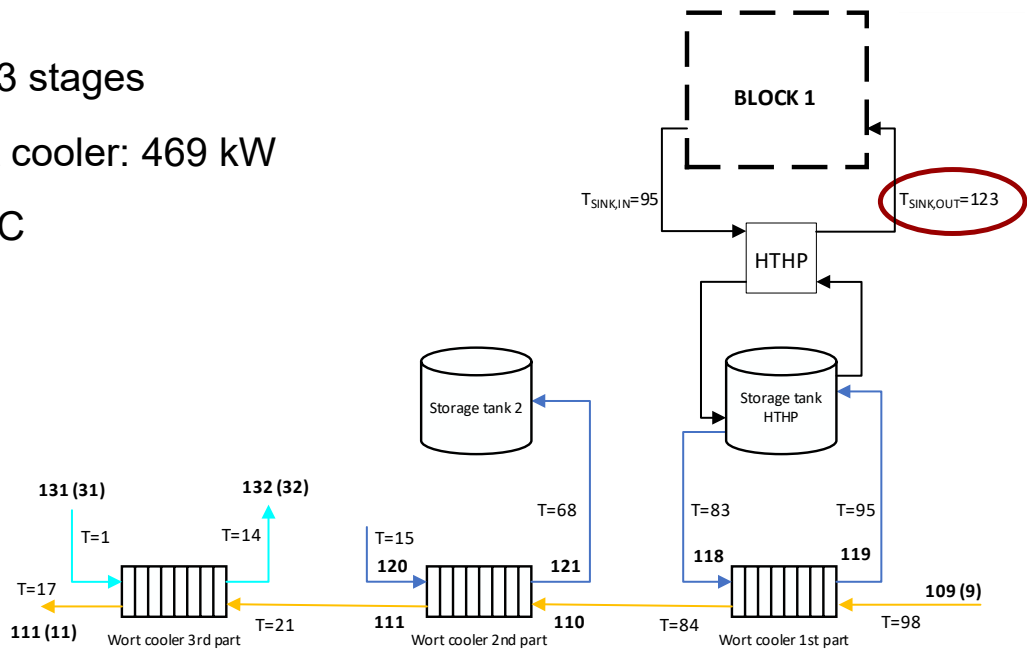 3 stages
cooler: 469 kW
C
BLOCK 1
T_SINK,IN=95
T_SINK,OUT=123
HTHP
Storage tank 2
Storage tank
HTHP
131 (31)
132 (32)
T=1
T=14
T=15
T=68
T=83
T=95
120
121
118
119
T=17
109 (9)
111 (11)
T=21
111
110
T=84
T=98
Wort cooler 3rd part
Wort cooler 2nd part
Wort cooler 1st part